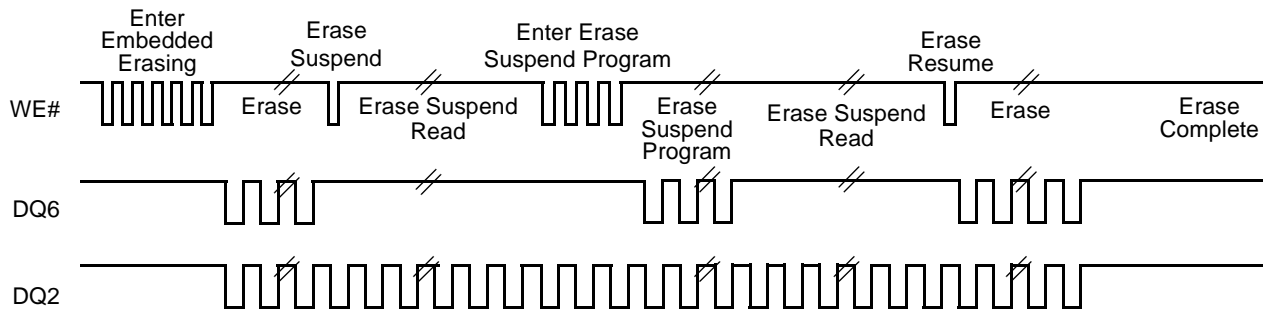 Enter
Embedded
Erasing
Erase
Suspend
Enter Erase
Suspend Program
Erase
Resume
WE#
Erase
Erase Suspend
Read
Erase
Suspend
Program
Erase Suspend
Read
Erase
Erase
Complete
DQ6
DQ2